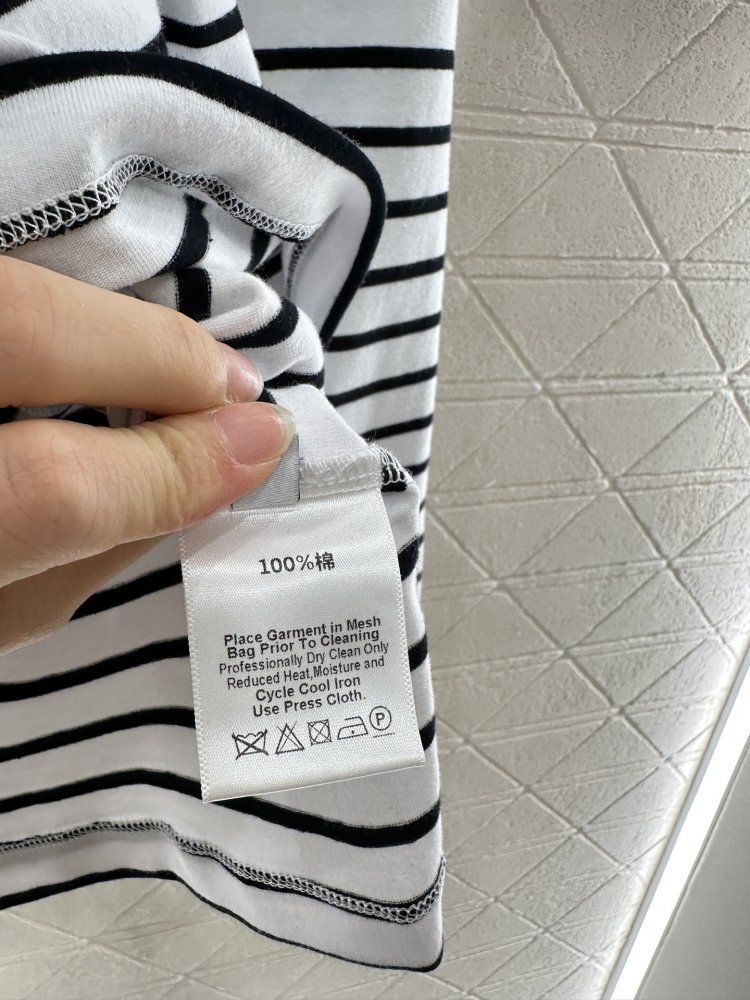 100%棉
Place Garment in Mesh
Bag Prior To Cleaning
Professionally Dry Clean Only
Reduced Heat,Moisture and
Cycle Cool Iron
Use Press Cloth.
P